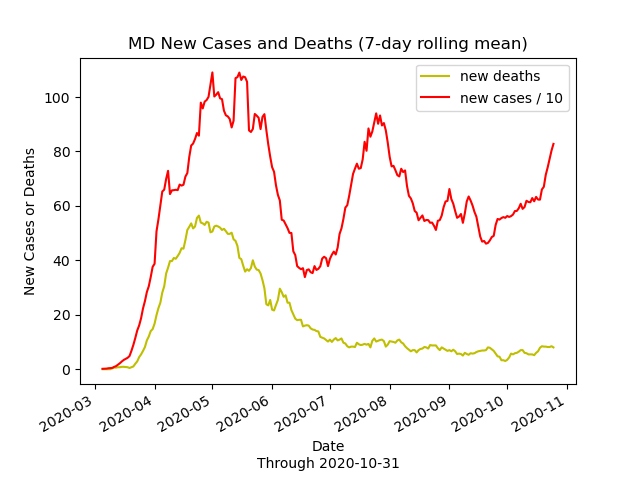 MD New Cases and Deaths (7-day rolling mean)
new deaths
new cases / 10
New Cases or Deaths
100
80
60
40
20
0
2020-03
2020-04
2020-05
2020-06
2020-07
2020-08
2020-09
2020-10
2020-11
Date
Through 2020-10-31